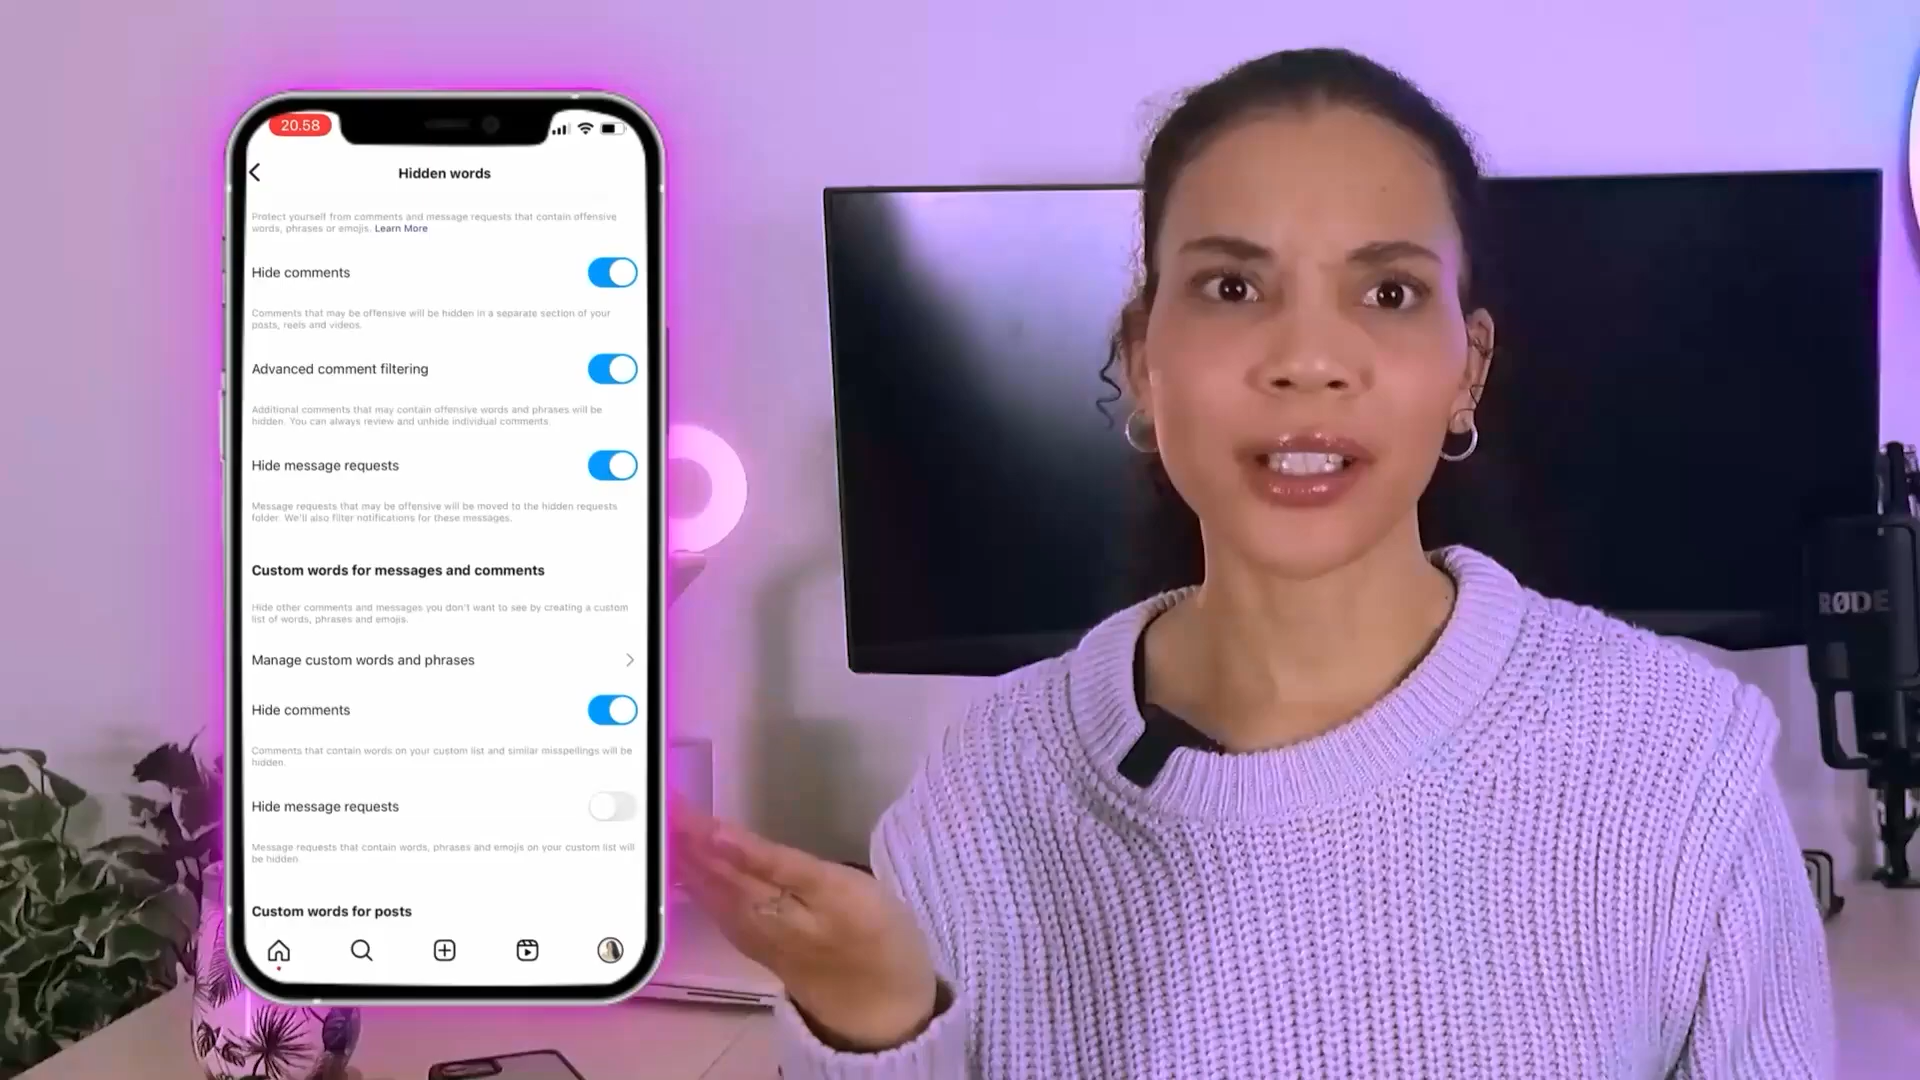 20.58
Hidden words
Protect yourself from comments and message requests that contain offensive
words, phrases or emojis. Learn More
Hide comments
Comments that may be offensive will be hidden in a separate section of your
posts, reels and videos.
Advanced comment filtering
Additional comments that may contain offensive words and phrases will be
hidden. You can always review and unhide individual comments.
Hide message requests
Message requests that may be offensive will be moved to the hidden requests
folder. We'll also filter notifications for these messages.
Custom words for messages and comments
Hide other comments and messages you don't want to see by creating a custom
list of words, phrases and emojis.
Manage custom words and phrases
Hide comments
Comments that contain words on your custom list and similar misspellings will be
hidden.
Hide message requests
Message requests that contain words, phrases and emojis on your custom list will
be hidden
Custom words for posts
RØDE